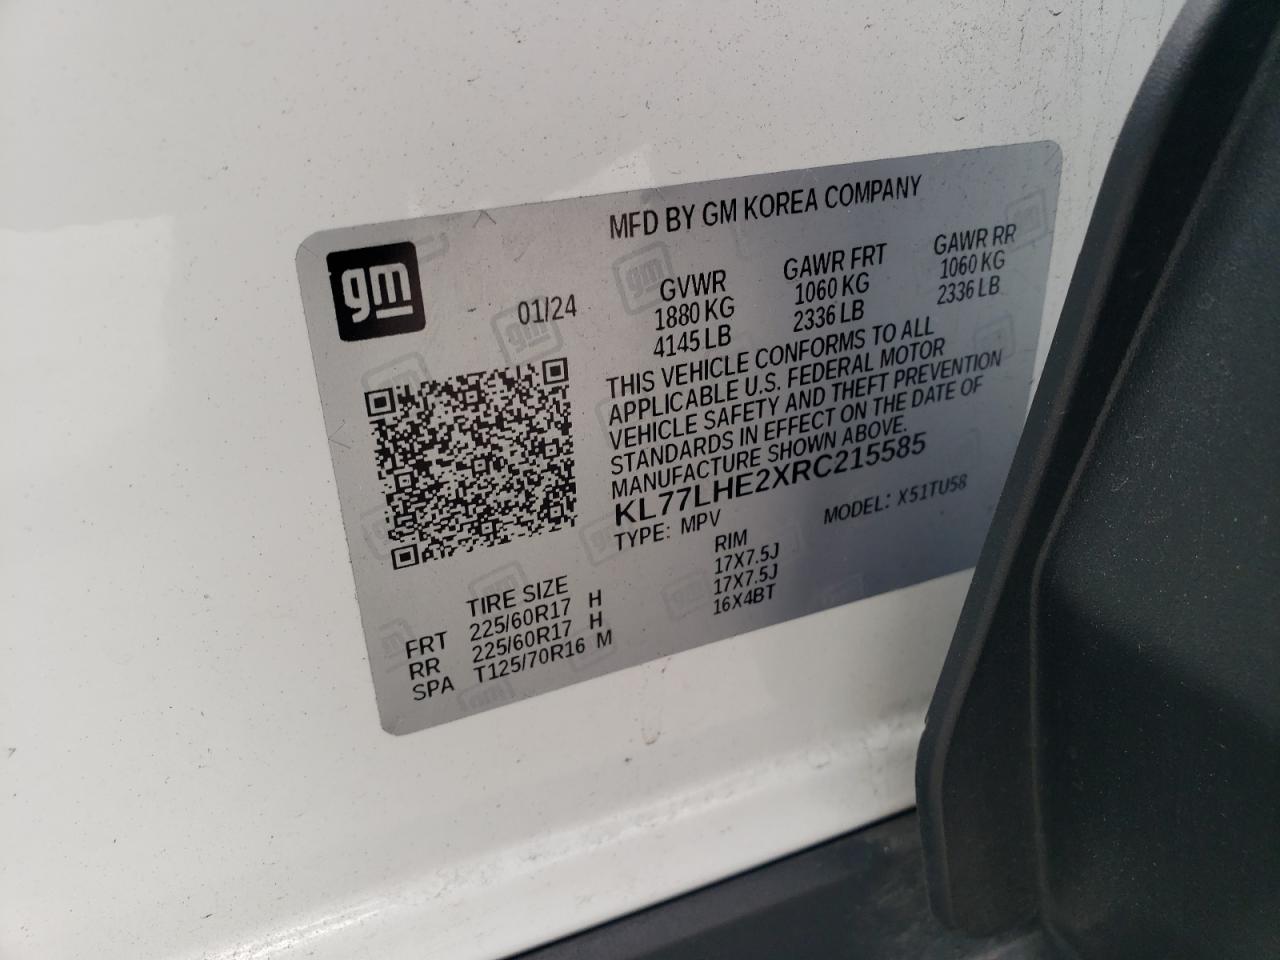 gm
MFD BY GM KOREA COMPANY
01/24
GVWR GAWR FRT GAWR RR
1880 KG 1060 KG 1060 KG
4145 LB 2336 LB 2336 LB
THIS VEHICLE CONFORMS TO ALL
APPLICABLE U.S. FEDERAL MOTOR
VEHICLE SAFETY AND THEFT PREVENTION
STANDARDS IN EFFECT ON THE DATE OF
MANUFACTURE SHOWN ABOVE.
KL77LHE2XRC215585
TYPE: MPV MODEL: X51TU58
TIRE SIZE RIM
FRT 225/60R17 H 17X7.5J
RR 225/60R17 H 17X7.5J
SPA T125/70R16 M 16X4BT